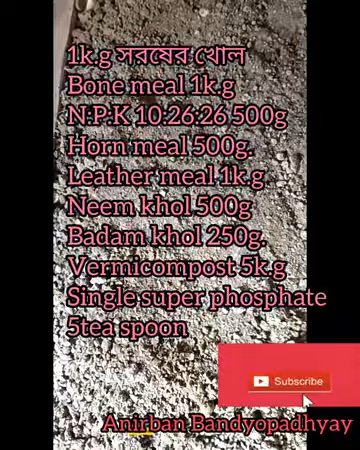 1k.g সরষের খোল
Bone meal 1k.g
N:P:K 10:26:26 500g
Horn meal 500g.
Leather meal 1k.g
Neem khol 500g
Badam khol 250g.
Vermicompost 5k.g
Single super phosphate
5tea spoon
Subscribe
Anirban Bandyopadhyay